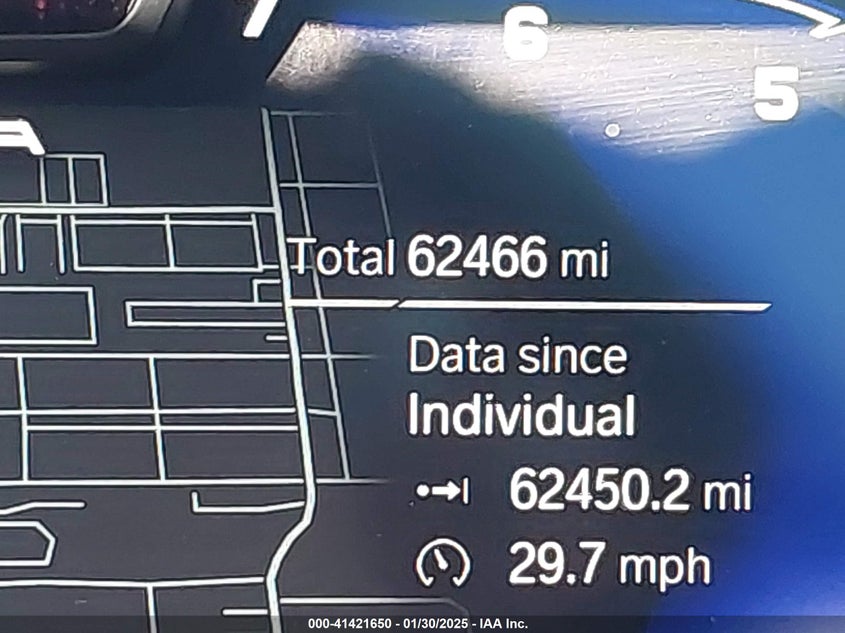 6
5
A
Total 62466 mi
Data since
Individual
62450.2 mi
29.7 mph
000-41421650 - 01/30/2025 - IAA Inc.